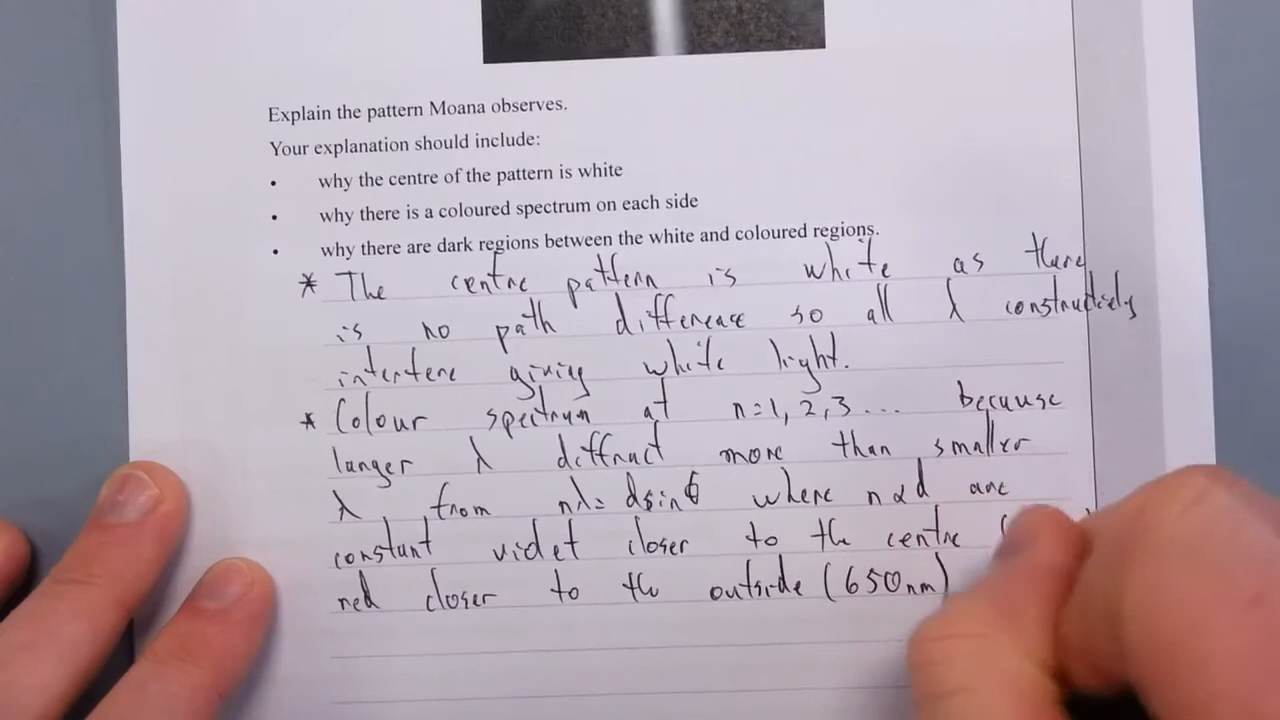 Explain the pattern Moana observes.
Your explanation should include:
• why the centre of the pattern is white
• why there is a coloured spectrum on each side
• why there are dark regions between the white and coloured regions.
* The centre pattern is white as there
is no path difference so all λ constructively
interfere giving white light.
* Colour spectrum at n=1, 2, 3 ... because
longer λ diffract more than smaller
λ, from nλ= dsinθ where n & d are
constant violet closer to the centre (
red closer to the outside (650nm)